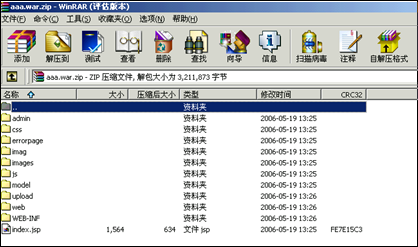 aaa.war.zip - WinRAR (评估版本)
文件(F) 命令(C) 工具(S) 收藏夹(O) 选项(N) 帮助(H)
添加 解压到 测试 查看 删除 查找 向导 信息 扫描病毒 注释 自解压格式
aaa.war.zip - ZIP 压缩文件, 解包大小为 3,211,873 字节
名称 大小 压缩后大小 类型 修改时间 CRC32
.. 资料夹
admin 资料夹 2006-05-19 13:25
css 资料夹 2006-05-19 13:25
errorpage 资料夹 2006-05-19 13:25
imag 资料夹 2006-05-19 13:25
images 资料夹 2006-05-19 13:25
js 资料夹 2006-05-19 13:25
model 资料夹 2006-05-19 13:25
upload 资料夹 2006-05-19 13:26
web 资料夹 2006-05-19 13:26
WEB-INF 资料夹 2006-05-19 13:25
index.jsp 1,564 634 文件 jsp 2006-05-19 13:25 FE7E15C3